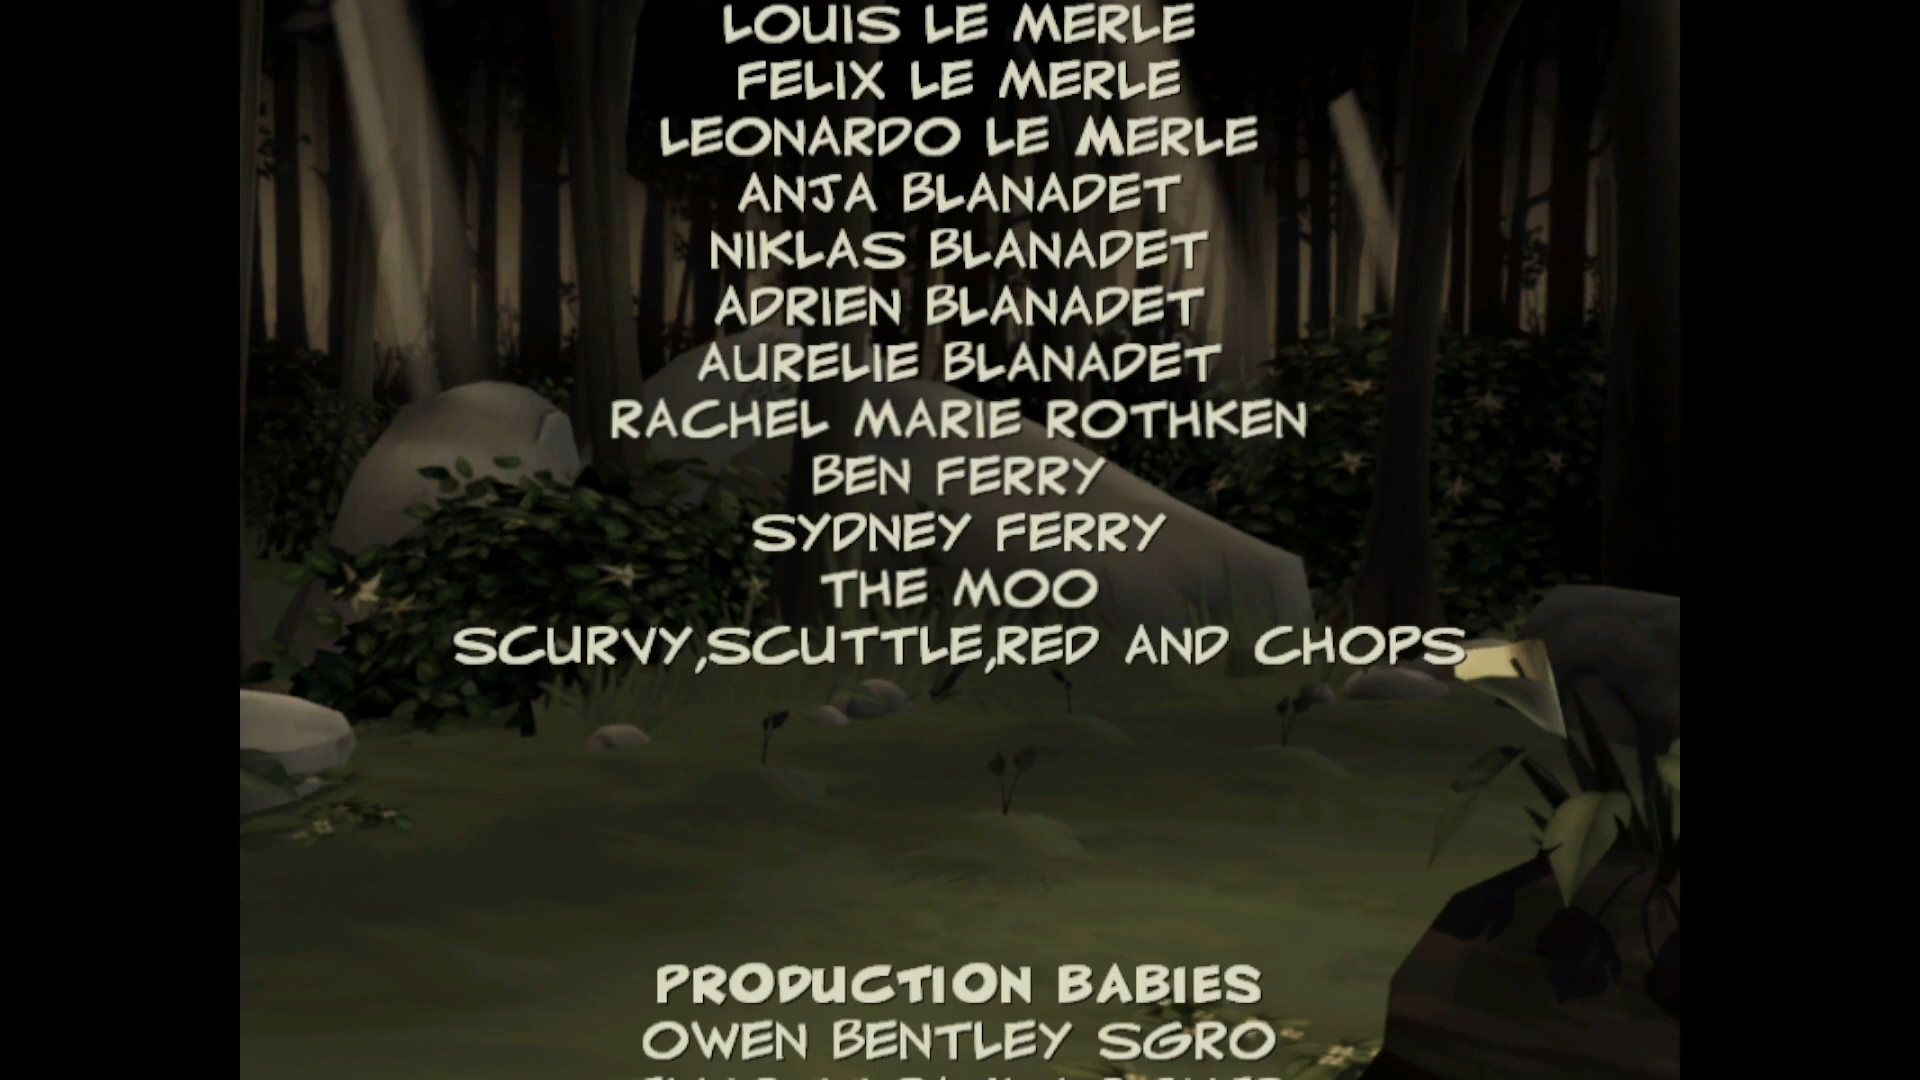 LOUIS LE MERLE
FELIX LE MERLE
LEONARDO LE MERLE
ANJA BLANADET
NIKLAS BLANADET
ADRIEN BLANADET
AURELIE BLANADET
RACHEL MARIE ROTHKEN
BEN FERRY
SYDNEY FERRY
THE MOO
SCURVY,SCUTTLE,RED AND CHOPS
PRODUCTION BABIES
OWEN BENTLEY SGRO